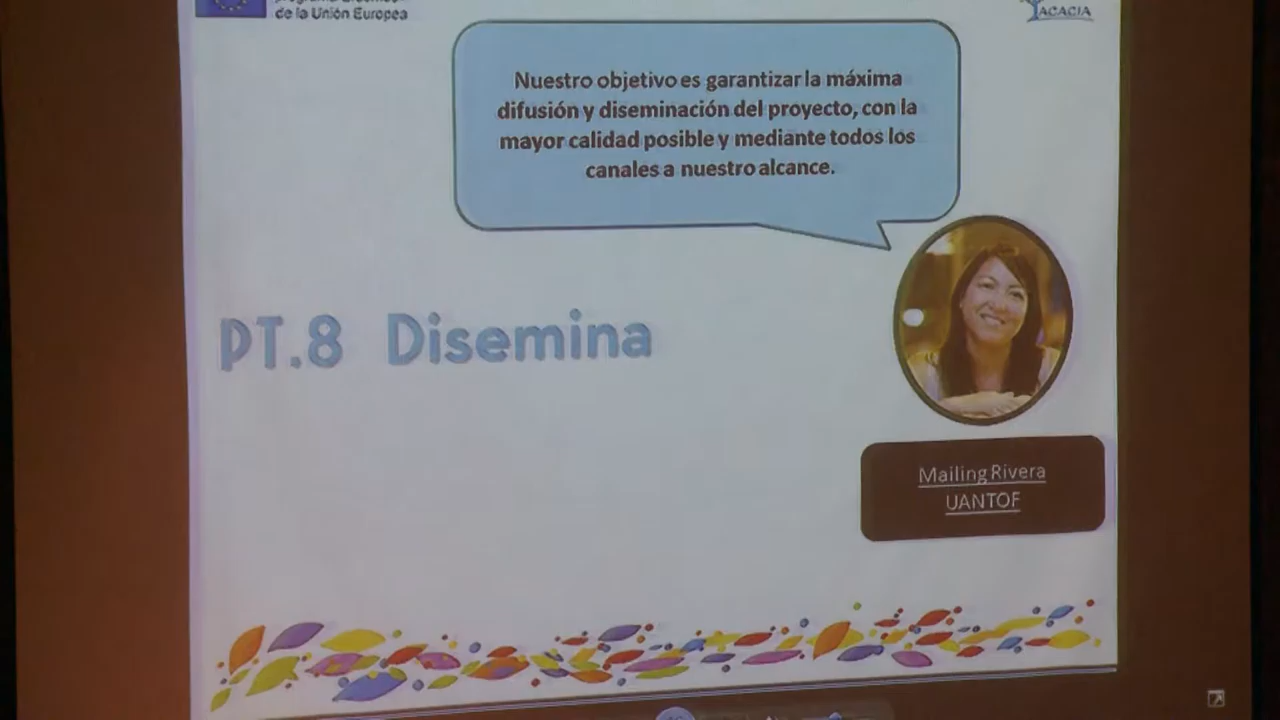 de la Unión Europea
ACACIA
Nuestro objetivo es garantizar la máxima
difusión y diseminación del proyecto, con la
mayor calidad posible y mediante todos los
canales a nuestro alcance.
PT.8 Disemina
Mailing Rivera
UANTOF